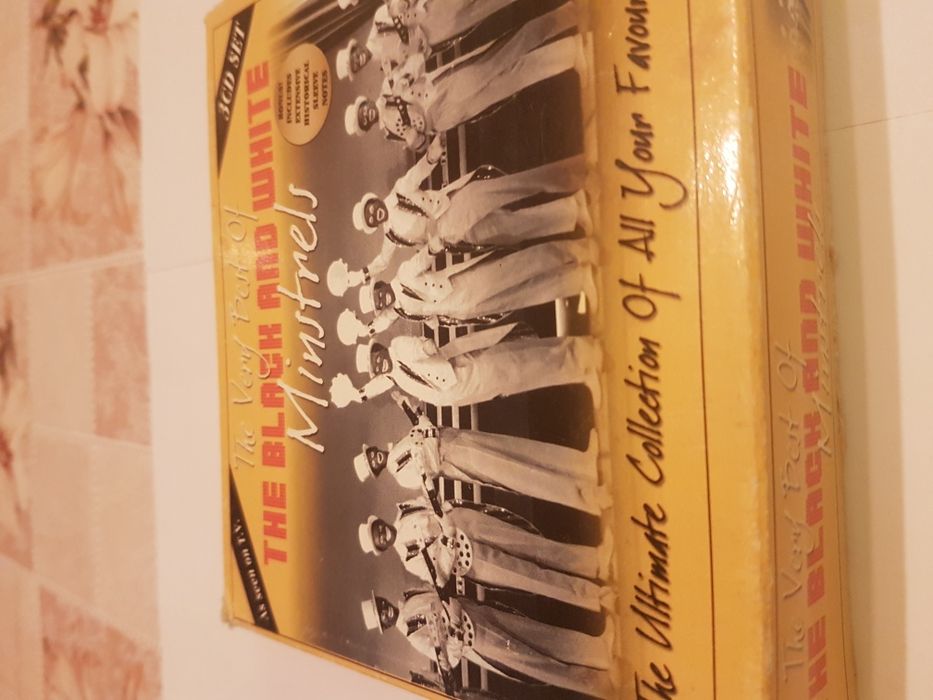 As seen on T.V.
3CD SET
The Very Best Of
THE BLACK AND WHITE
Minstrels
BONUS!
INCLUDES
EXTENSIVE
HISTORICAL
SLEEVE
NOTES
The Ultimate Collection Of All Your Favour
The Very Best Of
THE BLACK AND WHITE
Minstrels